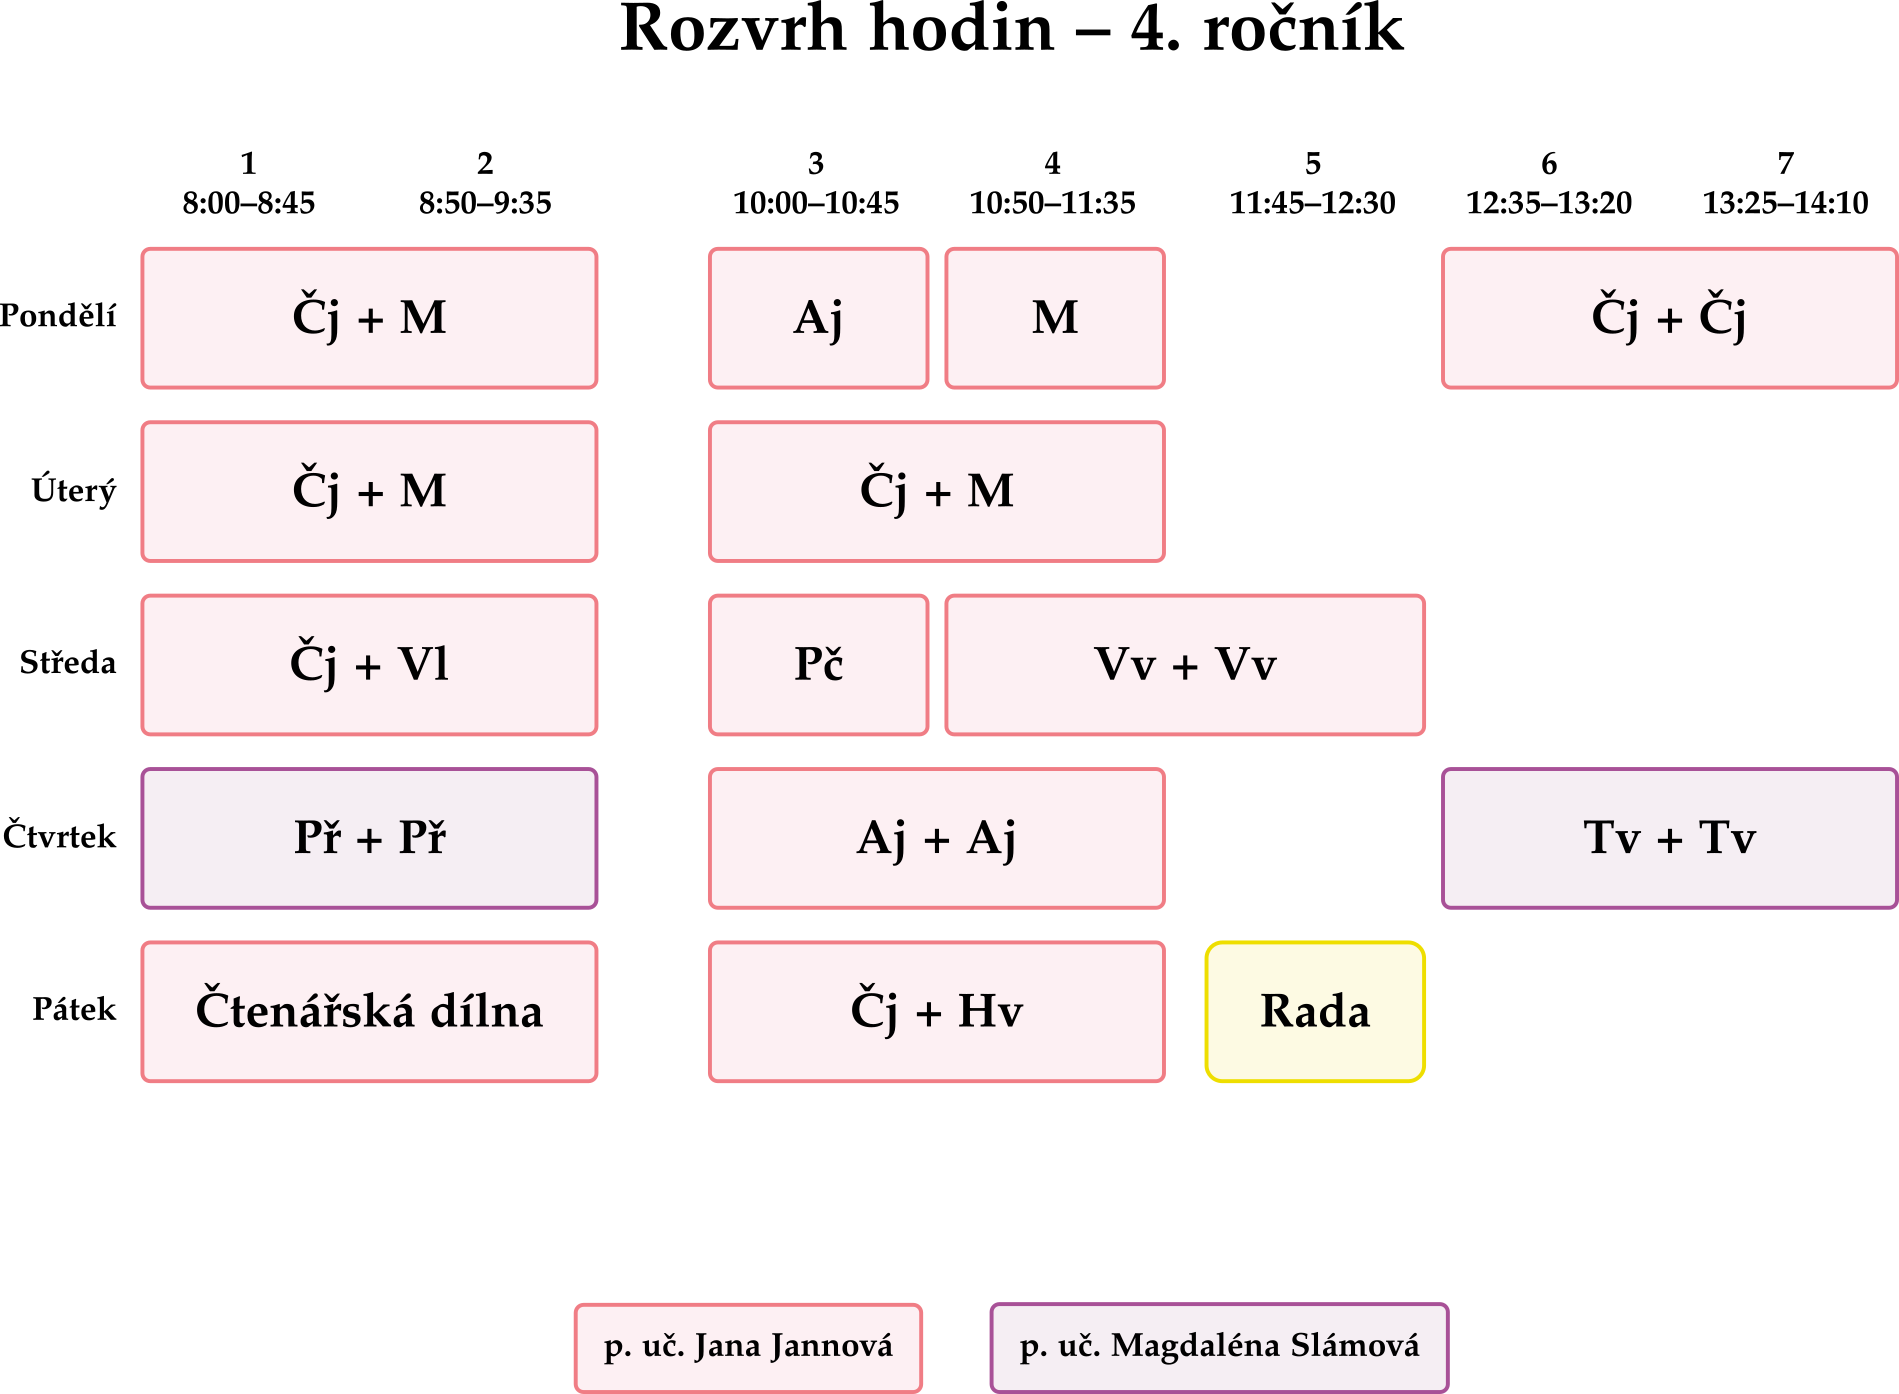 Rozvrh hodin – 4. ročník
1 2 3 4 5 6 7
8:00–8:45 8:50–9:35 10:00–10:45 10:50–11:35 11:45–12:30 12:35–13:20 13:25–14:10
Pondělí Čj + M Aj M Čj + Čj
Úterý Čj + M Čj + M
Středa Čj + Vl Pč Vv + Vv
Čtvrtek Př + Př Aj + Aj Tv + Tv
Pátek Čtenářská dílna Čj + Hv Rada
p. uč. Jana Jannová p. uč. Magdaléna Slámová